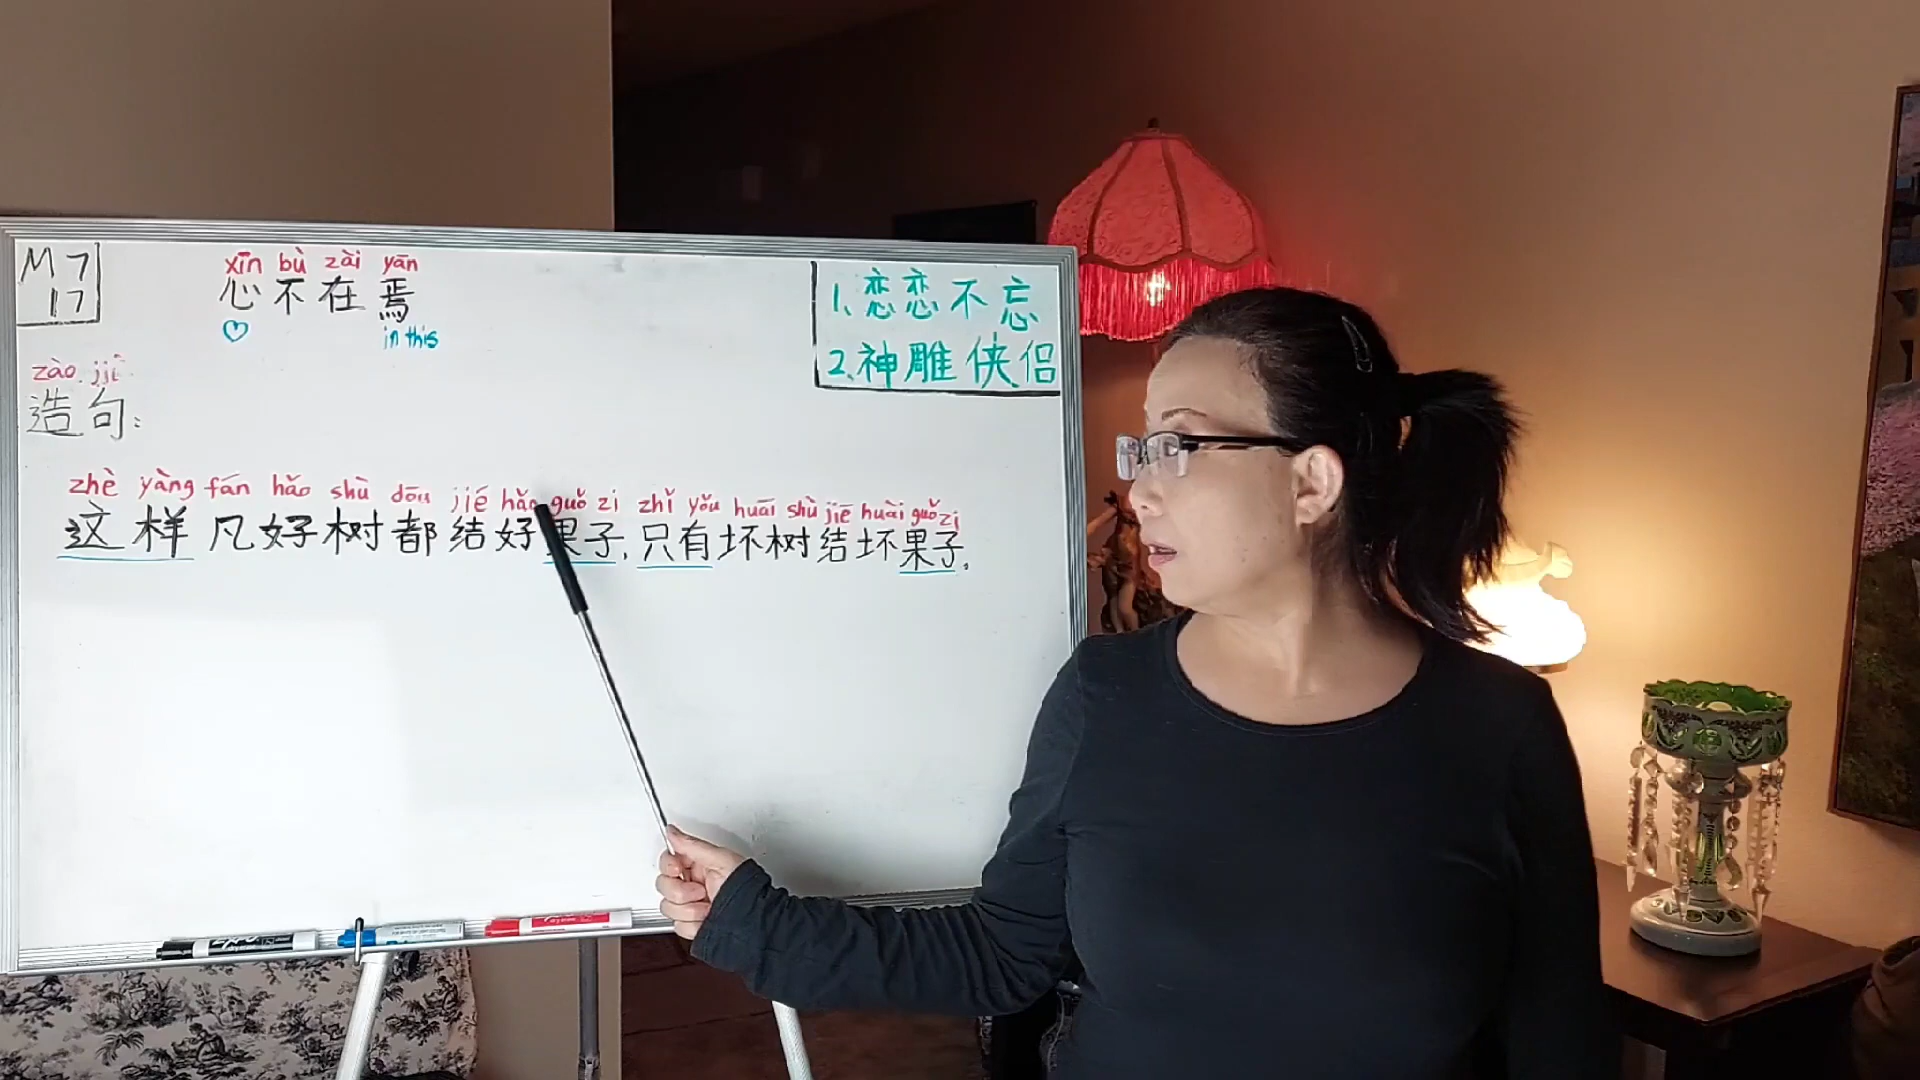 M7
17
xīn bù zài yān
心不在焉
in this
1、恋恋不忘
2、神雕侠侣
zào jù
造句:
zhè yàng fán hǎo shù dōu jié hǎo guǒ zi zhǐ yǒu huāi shù jiē huài guǒ zi
这样凡好树都结好果子,只有坏树结坏果子。